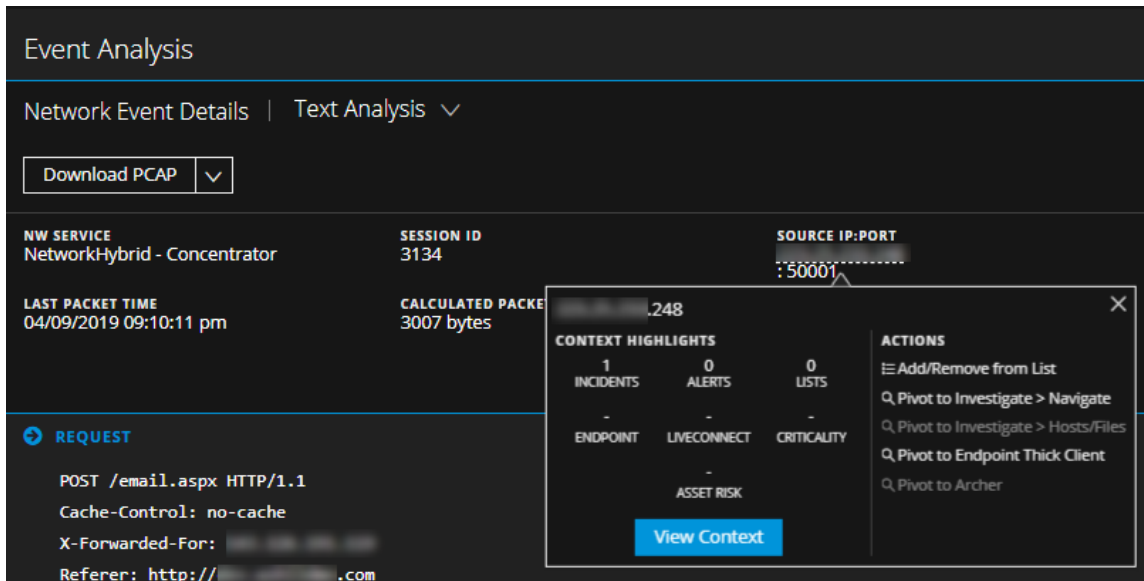 Event Analysis
Network Event Details | Text Analysis
Download PCAP
NW SERVICE
NetworkHybrid - Concentrator
SESSION ID
3134
SOURCE IP:PORT
: 50001
LAST PACKET TIME
04/09/2019 09:10:11 pm
CALCULATED PACKE
3007 bytes
.248
CONTEXT HIGHLIGHTS
1
INCIDENTS
0
ALERTS
0
LISTS
-
ENDPOINT
-
LIVECONNECT
-
CRITICALITY
-
ASSET RISK
View Context
ACTIONS
Add/Remove from List
Pivot to Investigate > Navigate
Pivot to Investigate > Hosts/Files
Pivot to Endpoint Thick Client
Pivot to Archer
REQUEST
POST /email.aspx HTTP/1.1
Cache-Control: no-cache
X-Forwarded-For:
Referer: http:// .com